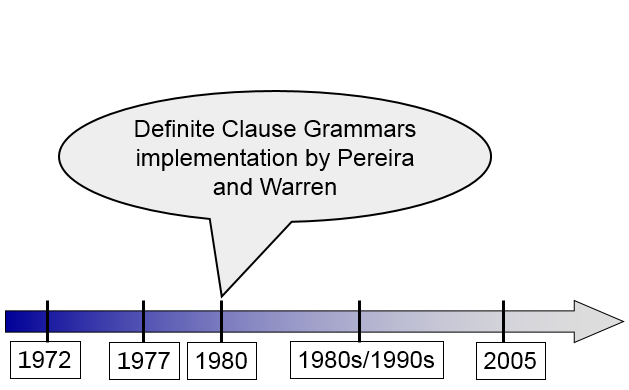 Definite Clause Grammars
implementation by Pereira
and Warren
1972
1977
1980
1980s/1990s
2005